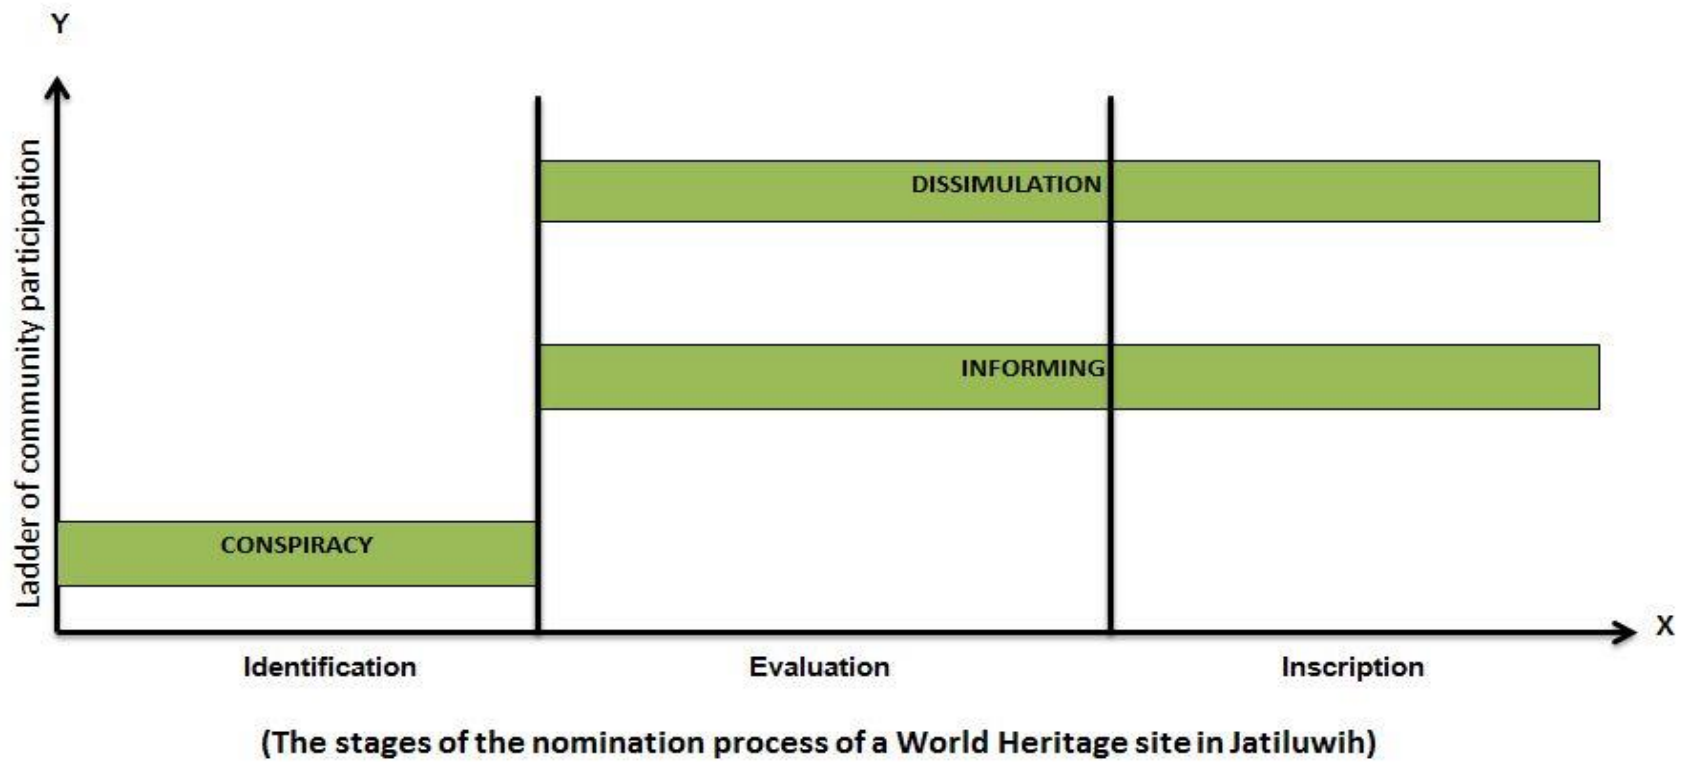 Y
Ladder of community participation
DISSIMULATION
INFORMING
CONSPIRACY
X
Identification
Evaluation
Inscription
(The stages of the nomination process of a World Heritage site in Jatiluwih)